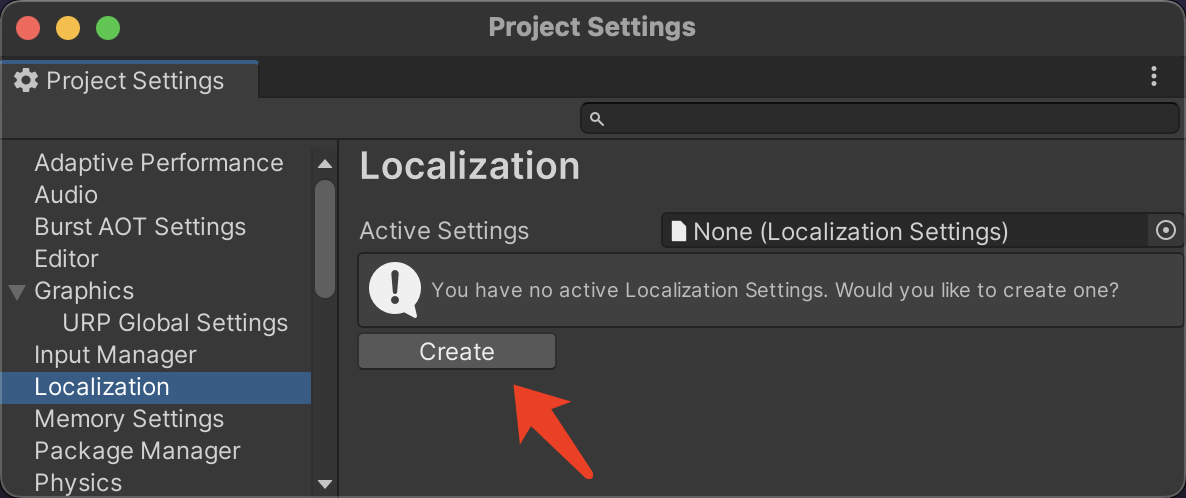 Project Settings
Project Settings
Adaptive Performance
Audio
Burst AOT Settings
Editor
Graphics
URP Global Settings
Input Manager
Localization
Memory Settings
Package Manager
Physics
Localization
Active Settings
None (Localization Settings)
You have no active Localization Settings. Would you like to create one?
Create